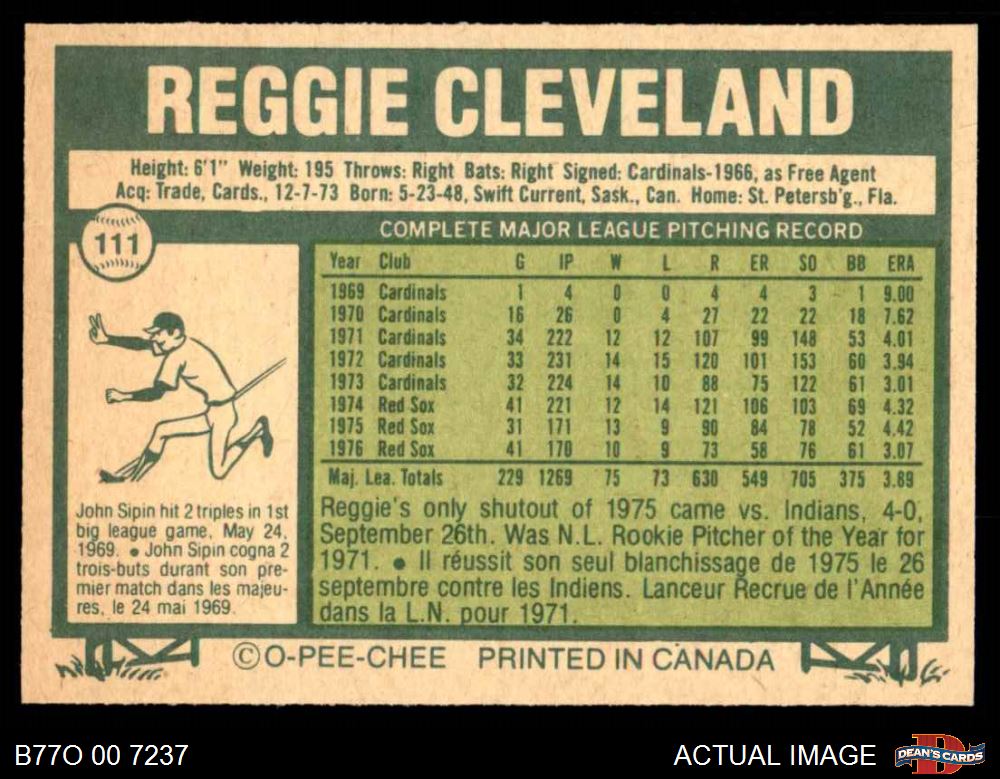 REGGIE CLEVELAND
Height: 6'1" Weight: 195 Throws: Right Bats: Right Signed: Cardinals-1966, as Free Agent
Acq: Trade, Cards., 12-7-73 Born: 5-23-48, Swift Current, Sask., Can. Home: St. Petersb'g., Fla.
111
COMPLETE MAJOR LEAGUE PITCHING RECORD
Year Club G IP W L R ER SO BB ERA
1969 Cardinals 1 4 0 0 4 4 3 1 9.00
1970 Cardinals 16 26 0 4 27 22 22 18 7.62
1971 Cardinals 34 222 12 12 107 99 148 53 4.01
1972 Cardinals 33 231 14 15 120 101 153 60 3.94
1973 Cardinals 32 224 14 10 88 75 122 61 3.01
1974 Red Sox 41 221 12 14 121 106 103 69 4.32
1975 Red Sox 31 171 13 9 90 84 78 52 4.42
1976 Red Sox 41 170 10 9 73 58 76 61 3.07
Maj. Lea. Totals 229 1269 75 73 630 549 705 375 3.89
John Sipin hit 2 triples in 1st
big league game, May 24,
1969. • John Sipin cogna 2
trois-buts durant son pre-
mier match dans les majeu-
res, le 24 mai 1969.
Reggie's only shutout of 1975 came vs. Indians, 4-0,
September 26th. Was N.L. Rookie Pitcher of the Year for
1971. • Il réussit son seul blanchissage de 1975 le 26
septembre contre les Indiens. Lanceur Recrue de l'Année
dans la L.N. pour 1971.
© O-PEE-CHEE PRINTED IN CANADA
B77O 00 7237
ACTUAL IMAGE
DEAN'S CARDS